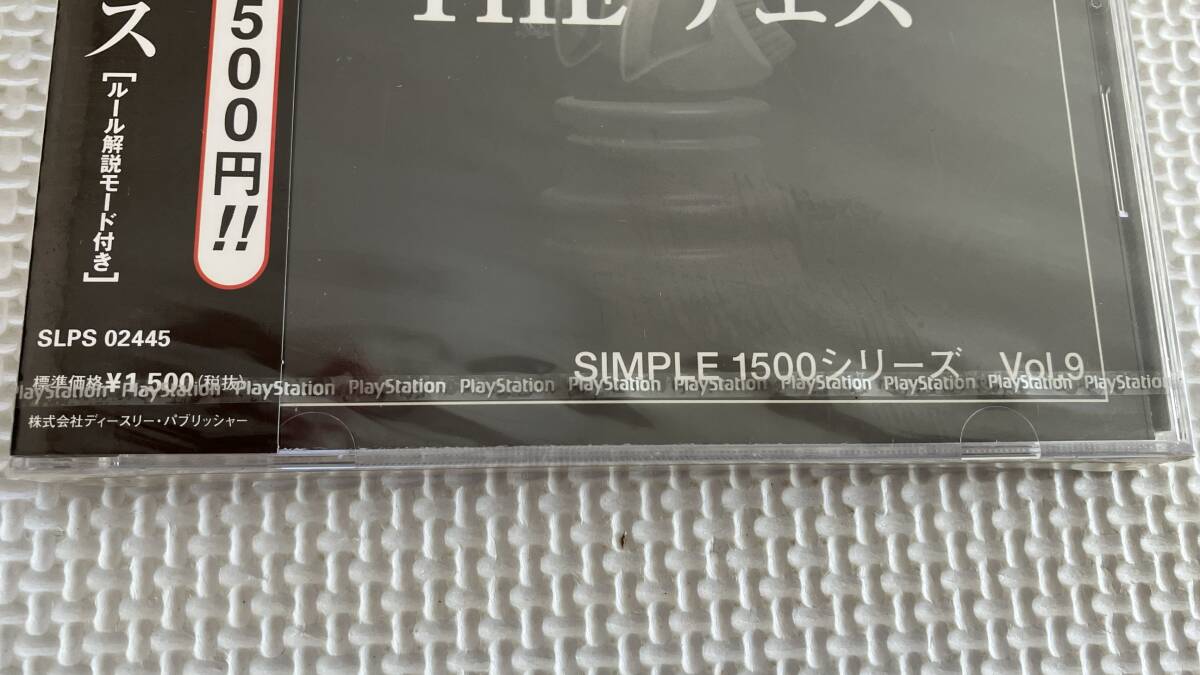 THE チェス
ス
[ルール解説モード付き]
500円!!
SLPS 02445
標準価格¥1,500(税抜)
株式会社ディースリー・パブリッシャー
SIMPLE 1500シリーズ Vol.9
PlayStation PlayStation PlayStation PlayStation PlayStation PlayStation PlayStation PlayStation PlayStation PlayStation PlayStation